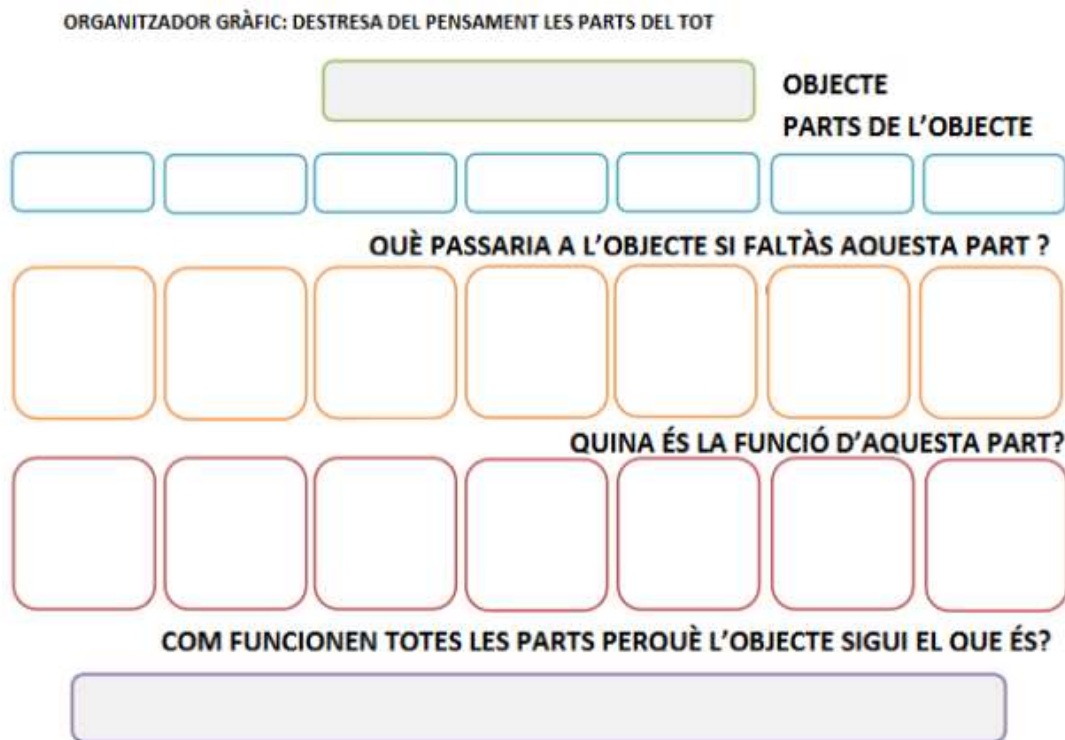 ORGANITZADOR GRÀFIC: DESTRESA DEL PENSAMENT LES PARTS DEL TOT
OBJECTE
PARTS DE L'OBJECTE
QUÈ PASSARIA A L'OBJECTE SI FALTÀS AQUESTA PART ?
QUINA ÉS LA FUNCIÓ D'AQUESTA PART?
COM FUNCIONEN TOTES LES PARTS PERQUÈ L'OBJECTE SIGUI EL QUE ÉS?